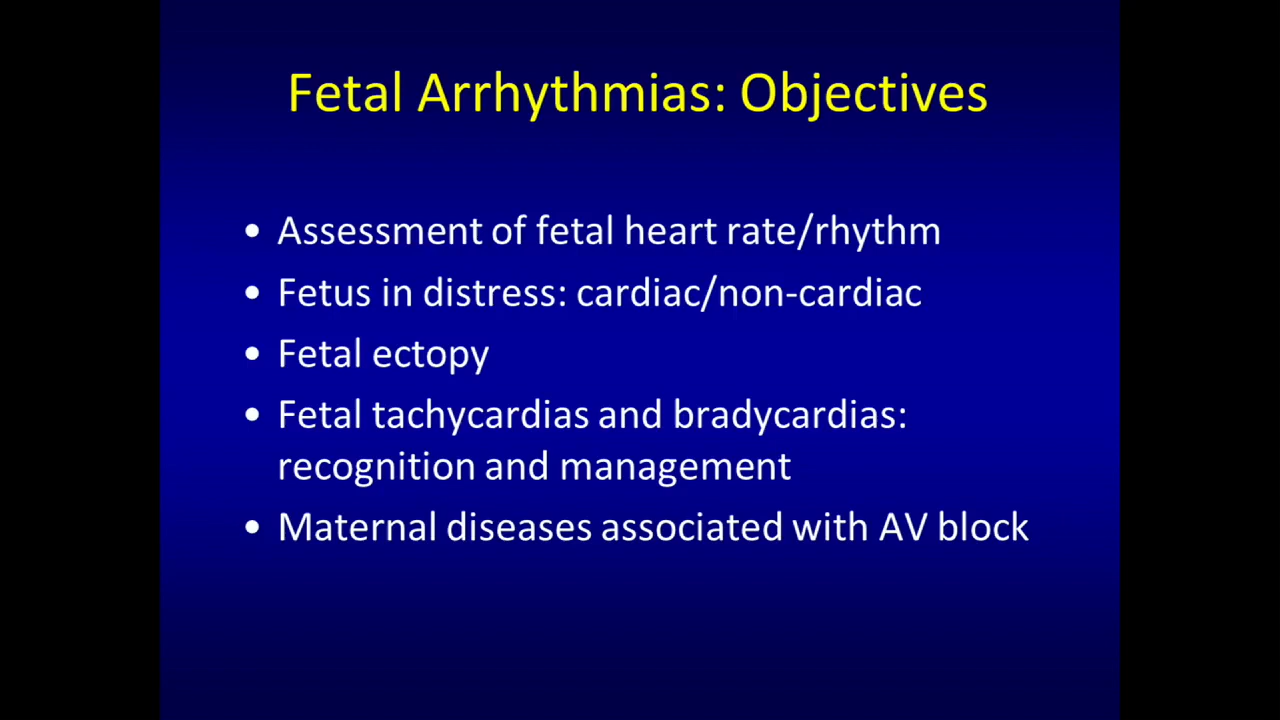 Fetal Arrhythmias: Objectives
• Assessment of fetal heart rate/rhythm
• Fetus in distress: cardiac/non-cardiac
• Fetal ectopy
• Fetal tachycardias and bradycardias:
recognition and management
• Maternal diseases associated with AV block